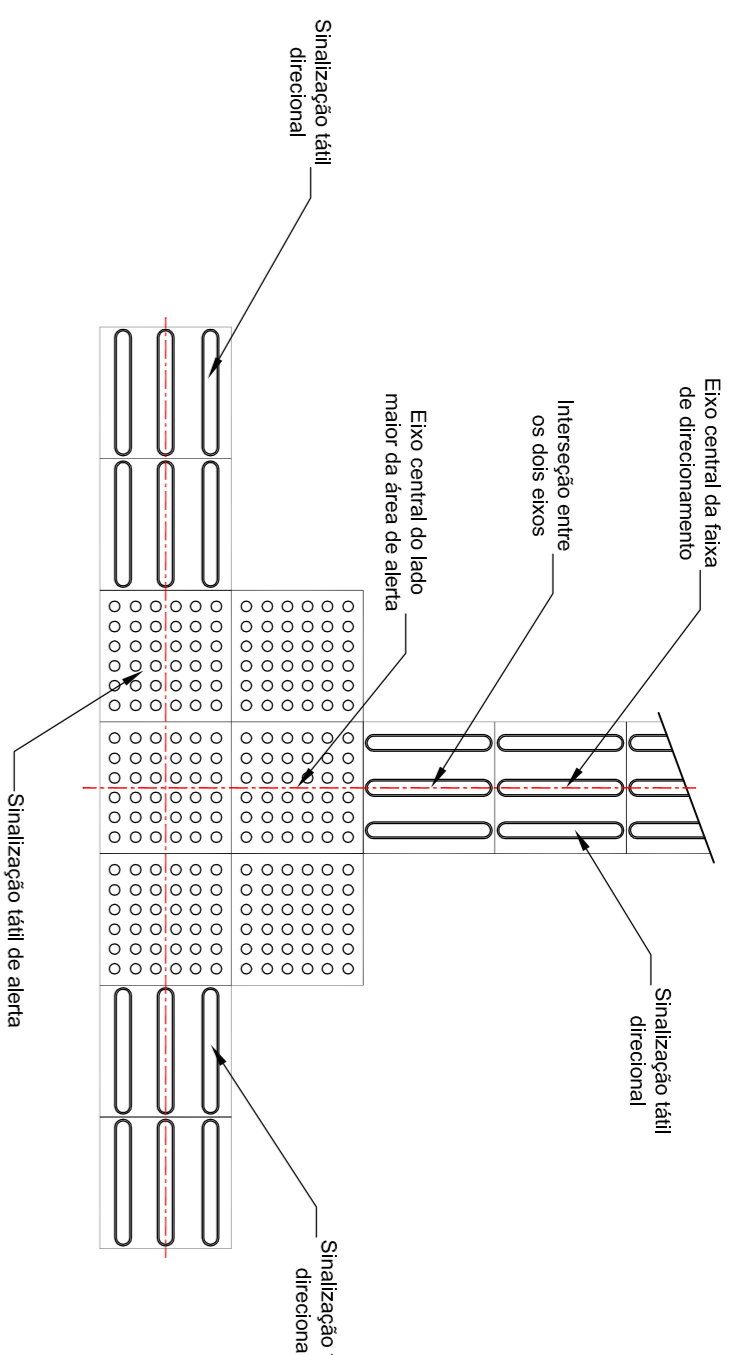 Sinalização tátil
direcional
Eixo central da faixa
de direcionamento
Interseção entre
os dois eixos
Eixo central do lado
maior da área de alerta
Sinalização tátil
direcional
Sinalização tátil de alerta
Sinalização
direciona